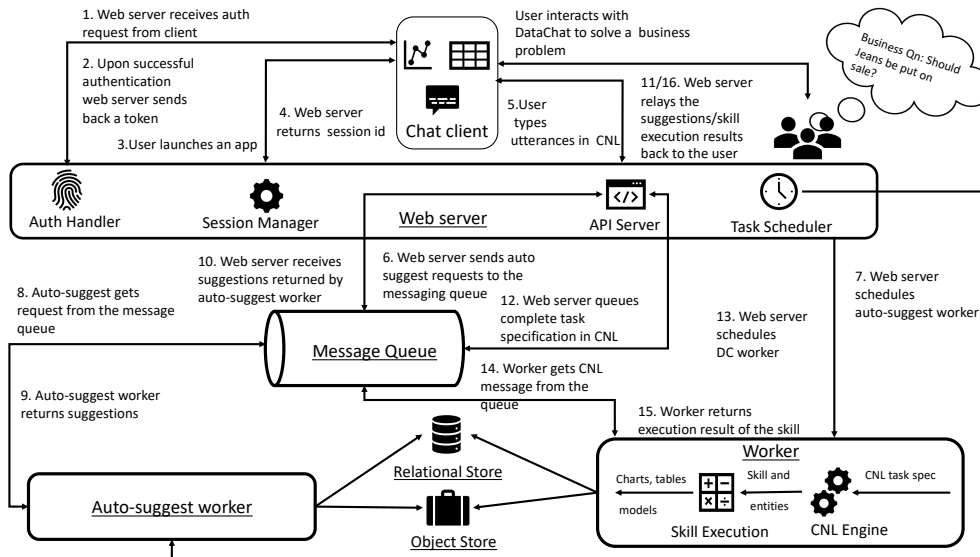 1. Web server receives auth
request from client
2. Upon successful
authentication
web server sends
back a token
3.User launches an app
4. Web server
returns session id
Chat client
User interacts with
DataChat to solve a business
problem
5.User
types
utterances in CNL
11/16. Web server
relays the
suggestions/skill
execution results
back to the user
Business Qn: Should
Jeans be put on
sale?
Auth Handler
Session Manager
Web server
API Server
Task Scheduler
10. Web server receives
suggestions returned by
auto-suggest worker
6. Web server sends auto
suggest requests to the
messaging queue
7. Web server
schedules
auto-suggest worker
8. Auto-suggest gets
request from the message
queue
12. Web server queues
complete task
specification in CNL
13. Web server
schedules
DC worker
Message Queue
14. Worker gets CNL
message from the
queue
9. Auto-suggest worker
returns suggestions
15. Worker returns
execution result of the skill
Relational Store
Object Store
Auto-suggest worker
Worker
Charts, tables
models
Skill and
entities
CNL task spec
Skill Execution
CNL Engine